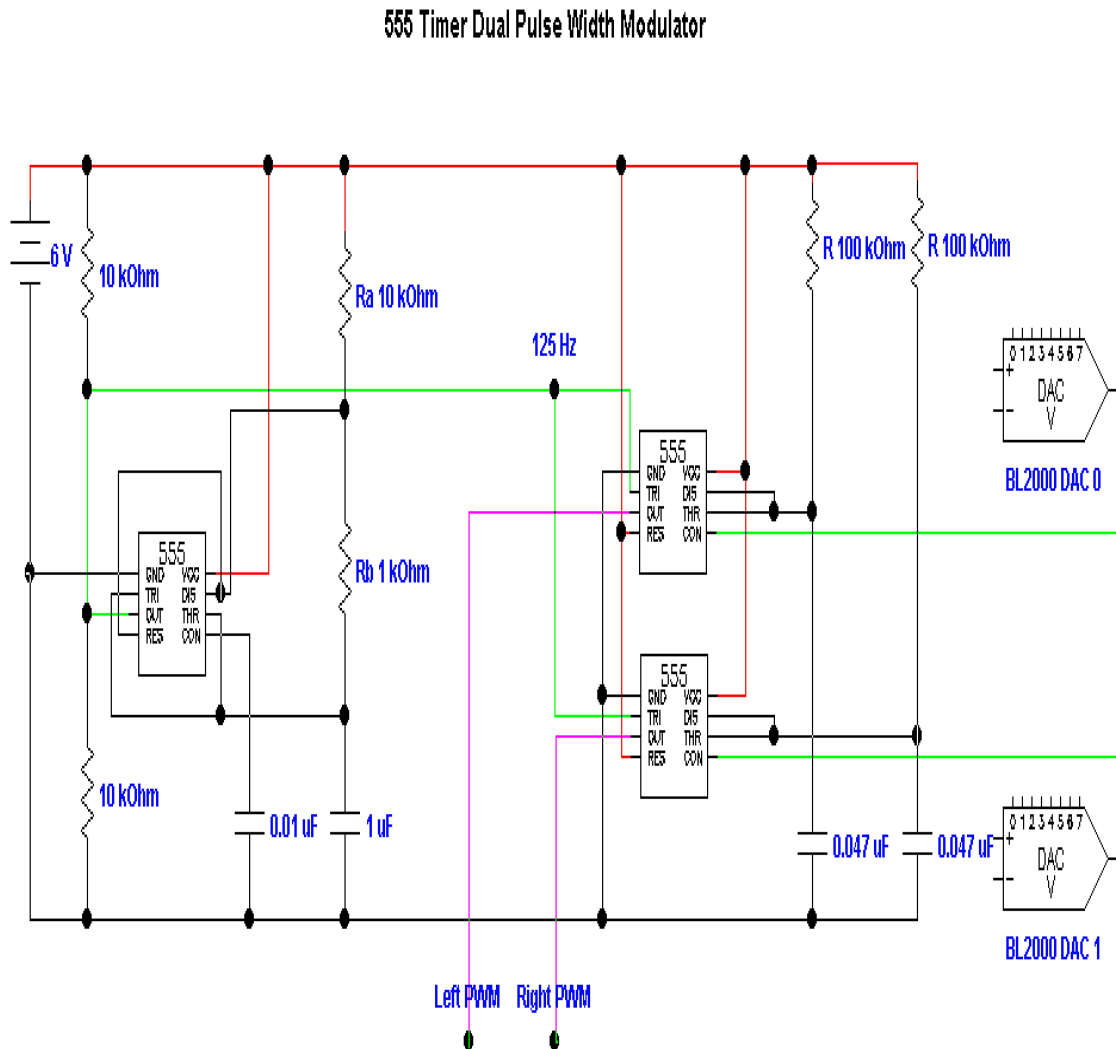 555 Timer Dual Pulse Width Modulator
6 V
10 kOhm
Ra 10 kOhm
R 100 kOhm
R 100 kOhm
125 Hz
0 1 2 3 4 5 6 7
+
DAC
V
BL2000 DAC 0
555
GND VCC
TRI DIS
OUT THR
RES CON
555
GND VCC
TRI DIS
OUT THR
RES CON
Rb 1 kOhm
555
GND VCC
TRI DIS
OUT THR
RES CON
10 kOhm
0.01 uF
1 uF
0.047 uF
0.047 uF
0 1 2 3 4 5 6 7
+
DAC
V
BL2000 DAC 1
Left PWM
Right PWM